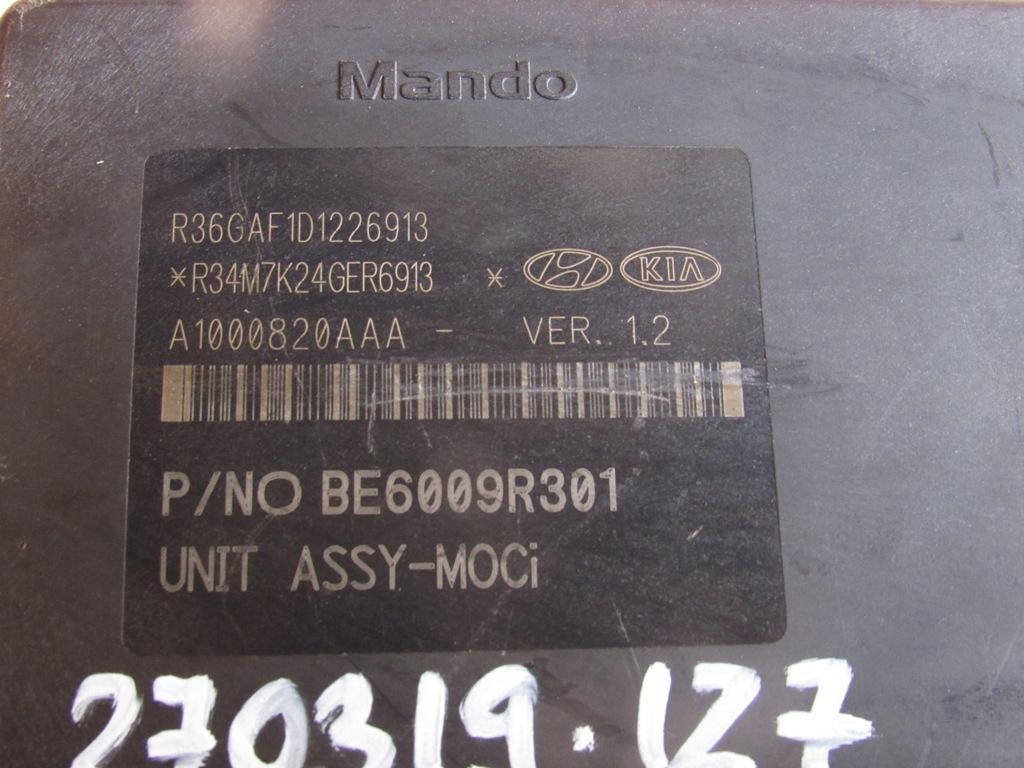 Mando
R36GAF1D1226913
*R34M7K24GER6913 * KIA
A1000820AAA - VER. 1.2
P/NO BE6009R301
UNIT ASSY-MOCi
270319.127